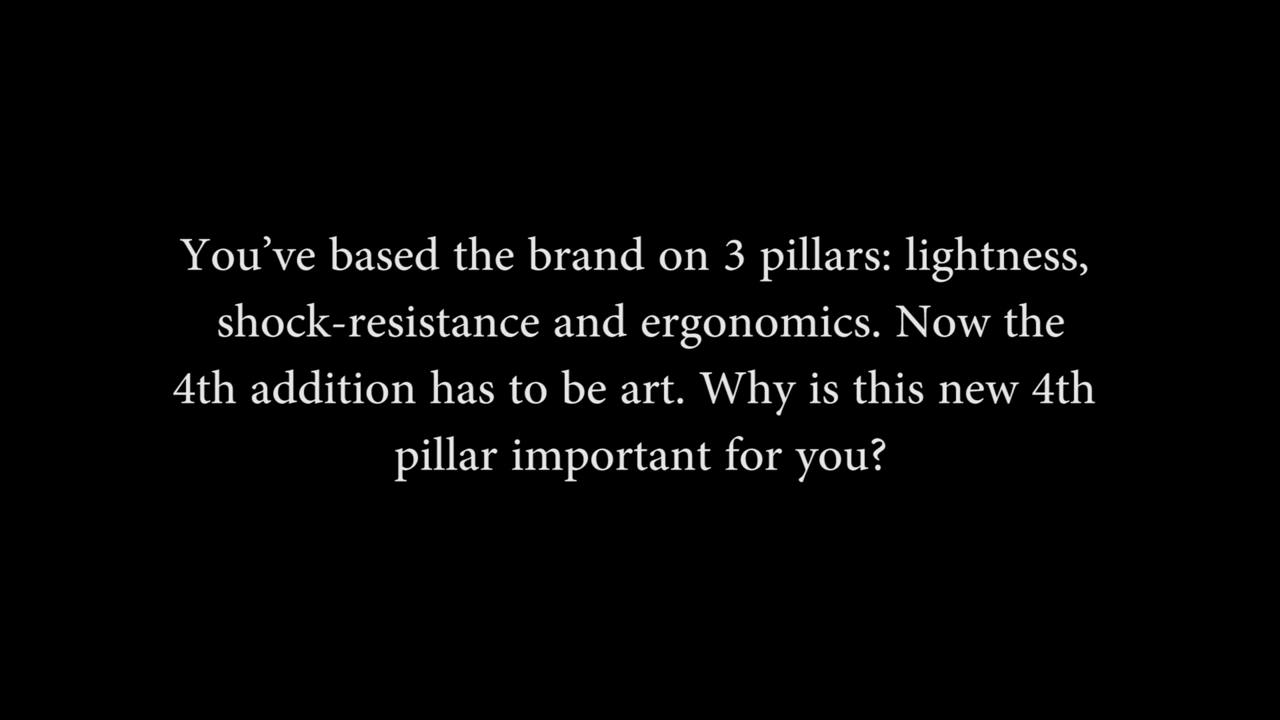 You’ve based the brand on 3 pillars: lightness,
shock-resistance and ergonomics. Now the
4th addition has to be art. Why is this new 4th
pillar important for you?